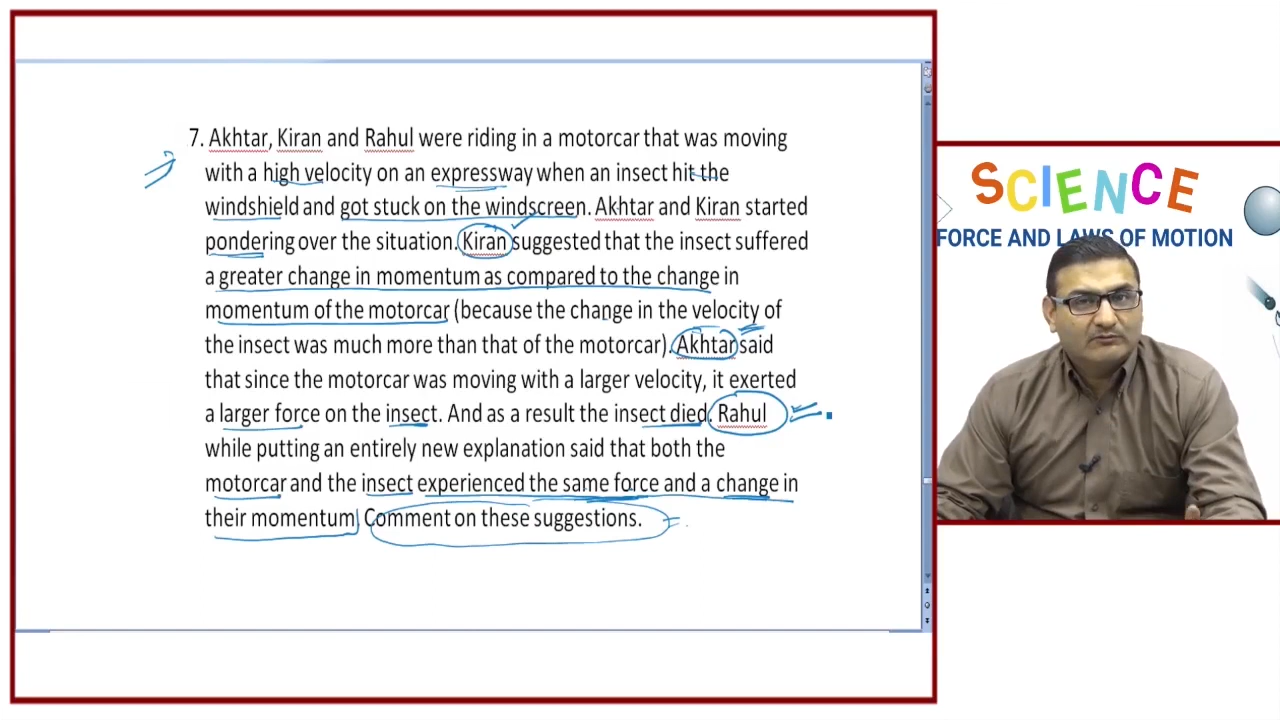 7. Akhtar, Kiran and Rahul were riding in a motorcar that was moving
with a high velocity on an expressway when an insect hit the
windshield and got stuck on the windscreen. Akhtar and Kiran started
pondering over the situation. Kiran suggested that the insect suffered
a greater change in momentum as compared to the change in
momentum of the motorcar (because the change in the velocity of
the insect was much more than that of the motorcar). Akhtar said
that since the motorcar was moving with a larger velocity, it exerted
a larger force on the insect. And as a result the insect died. Rahul
while putting an entirely new explanation said that both the
motorcar and the insect experienced the same force and a change in
their momentum. Comment on these suggestions.
SCIENCE
FORCE AND LAWS OF MOTION